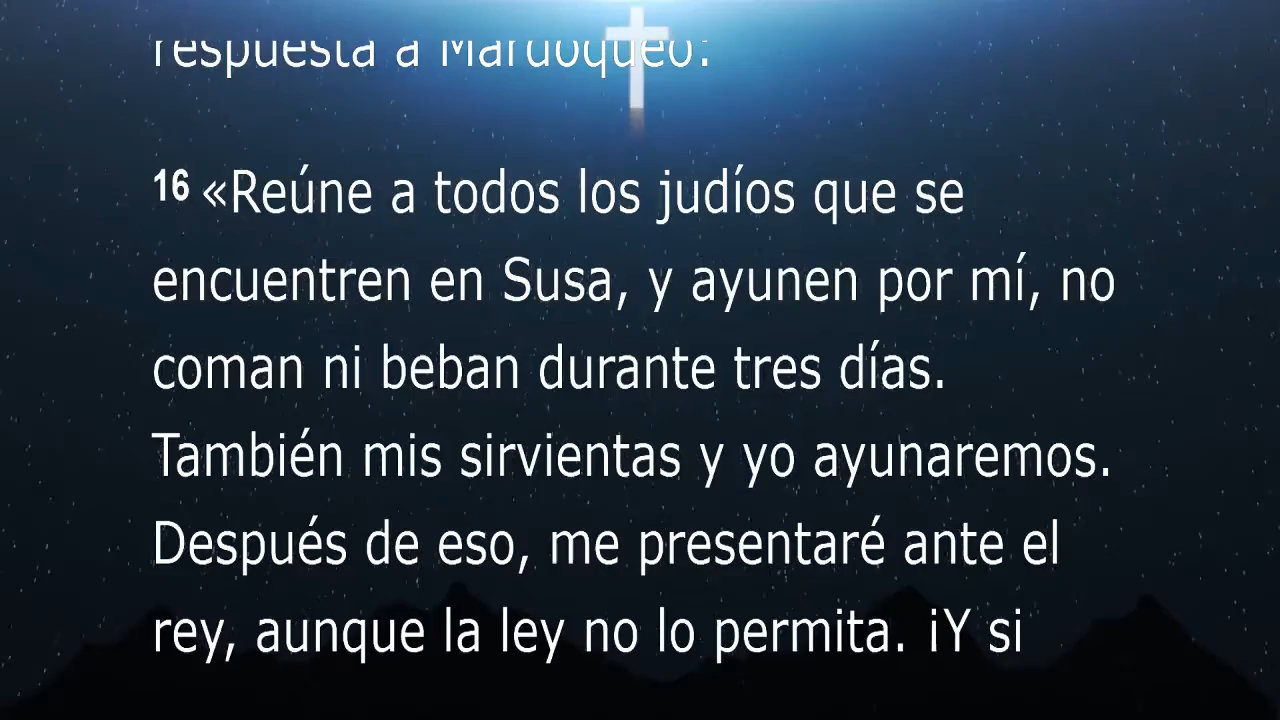 respuesta a Mardoqueo:
16 «Reúne a todos los judíos que se
encuentren en Susa, y ayunen por mí, no
coman ni beban durante tres días.
También mis sirvientas y yo ayunaremos.
Después de eso, me presentaré ante el
rey, aunque la ley no lo permita. ¡Y si